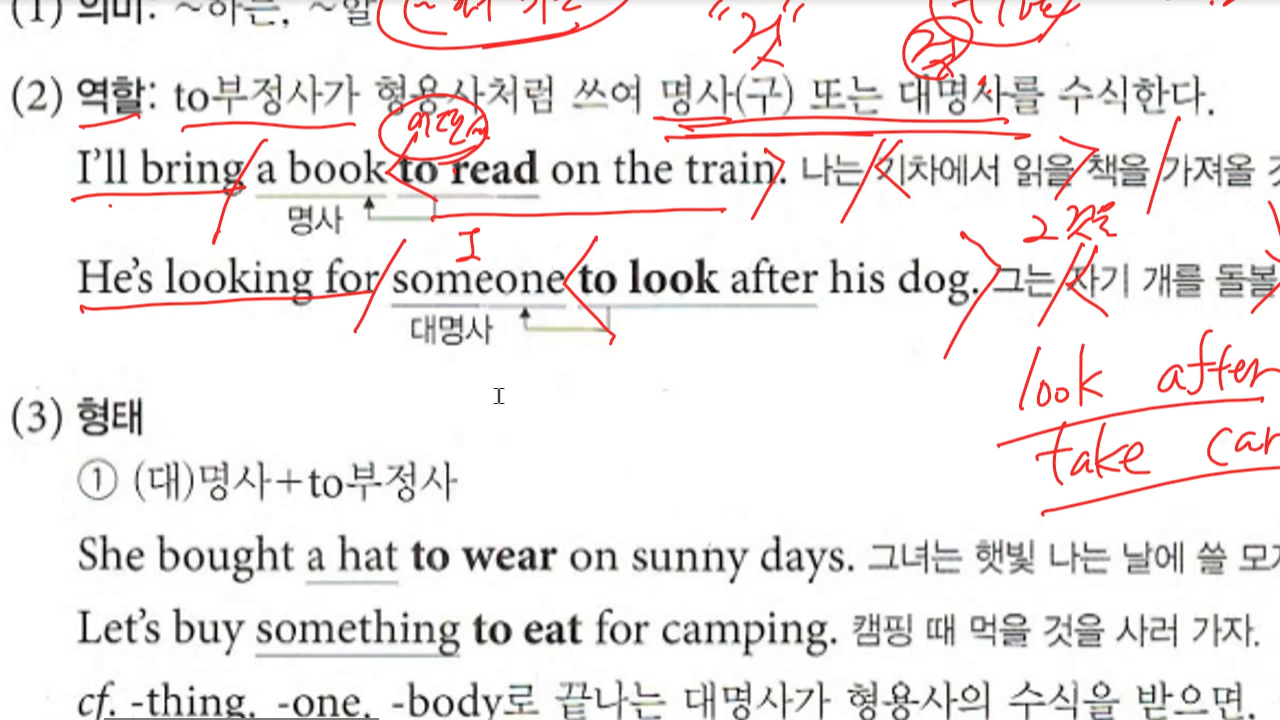 (1) 의미: ~하는, ~할
"것"
(2) 역할: to부정사가 형용사처럼 쓰여 명사(구) 또는 대명사를 수식한다.
I'll bring a book to read on the train. 나는 기차에서 읽을 책을 가져올
명사
He's looking for someone to look after his dog. 그는 자기 개를 돌볼
대명사
look after
take car
(3) 형태
① (대)명사+to부정사
She bought a hat to wear on sunny days. 그녀는 햇빛 나는 날에 쓸
Let's buy something to eat for camping. 캠핑 때 먹을 것을 사러 가자.
cf. -thing, -one, -body로 끝나는 대명사가 형용사의 수식을 받으면,